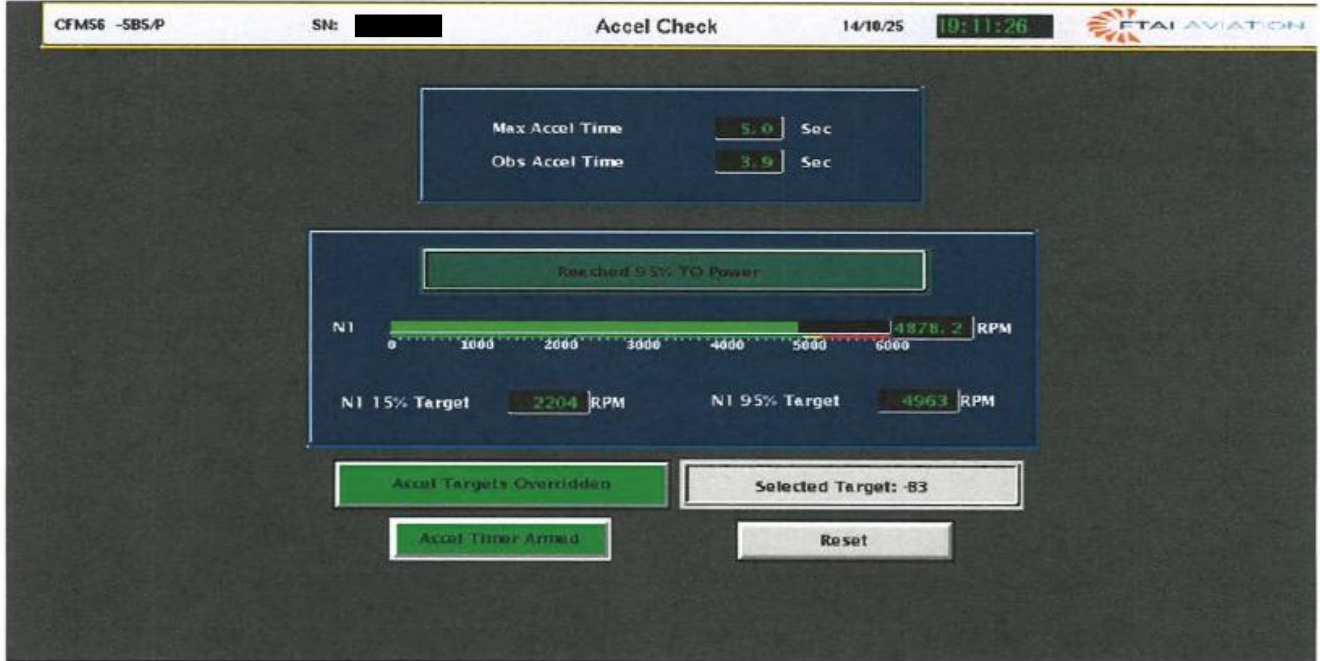 CFM56 -5B5/P SN: Accel Check 14/10/25 19:11:26 FTAI AVIATION
Max Accel Time 5.0 Sec
Obs Accel Time 3.9 Sec
Reached 95% TO Power
N1 4878.2 RPM
0 1000 2000 3000 4000 5000 6000
N1 15% Target 2204 RPM N1 95% Target 4963 RPM
Accel Targets Overridden Selected Target: -B3
Accel Timer Armed Reset